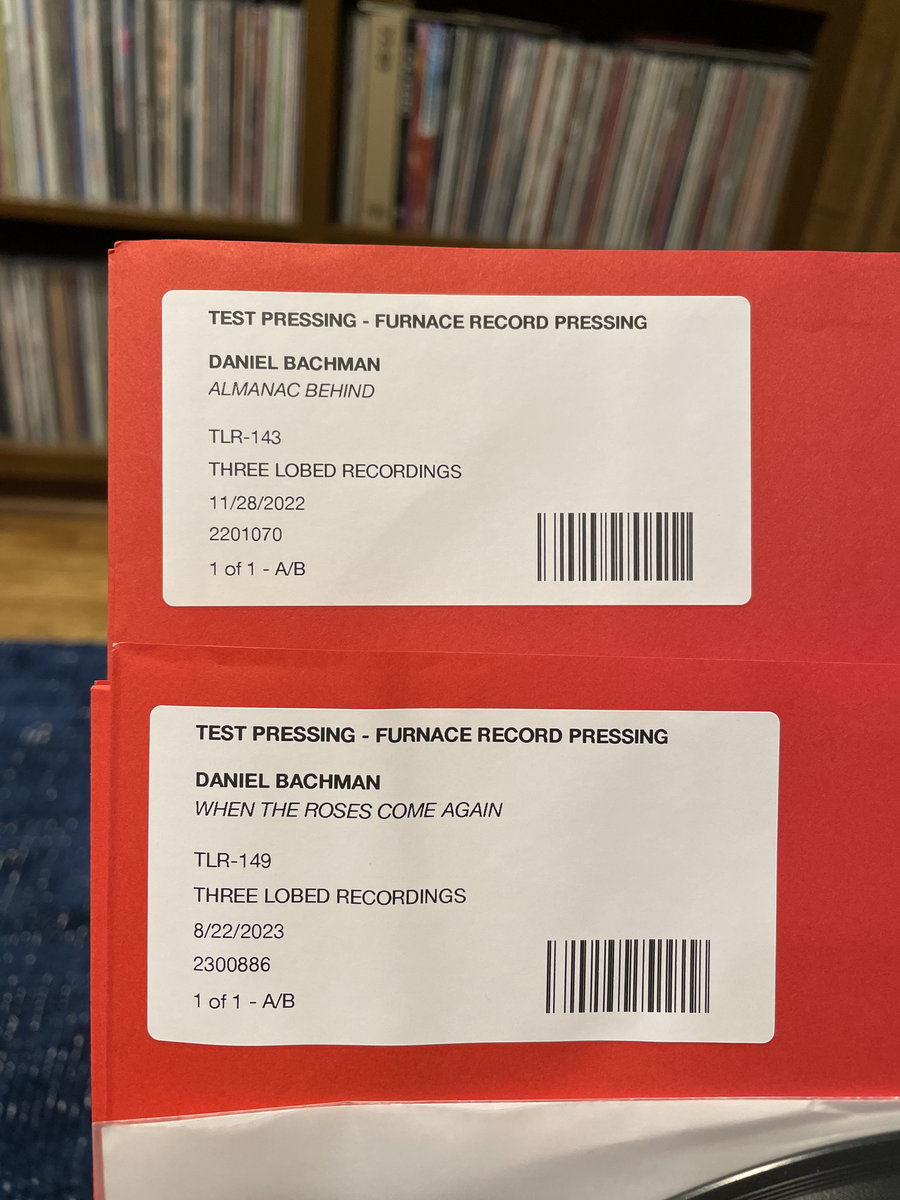 TEST PRESSING - FURNACE RECORD PRESSING
DANIEL BACHMAN
ALMANAC BEHIND
TLR-143
THREE LOBED RECORDINGS
11/28/2022
2201070
1 of 1 - A/B
TEST PRESSING - FURNACE RECORD PRESSING
DANIEL BACHMAN
WHEN THE ROSES COME AGAIN
TLR-149
THREE LOBED RECORDINGS
8/22/2023
2300886
1 of 1 - A/B